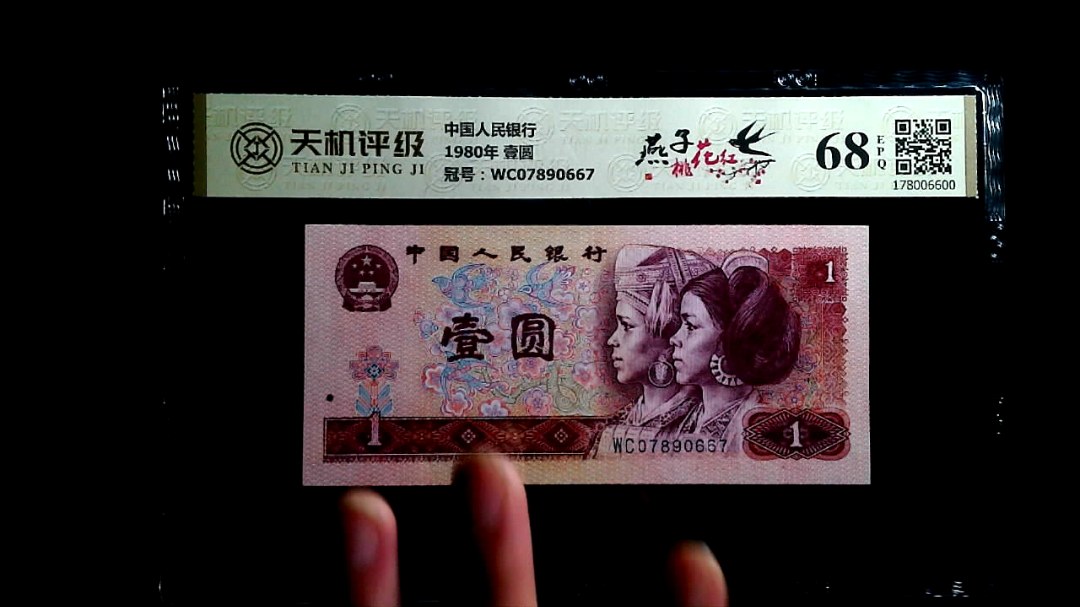 天机评级
TIAN JI PING JI
中国人民银行
1980年 壹圆
冠号：WC07890667
燕子
桃花红
68
EPQ
178006600
中国人民银行
1
壹圆
1
WC07890667
1